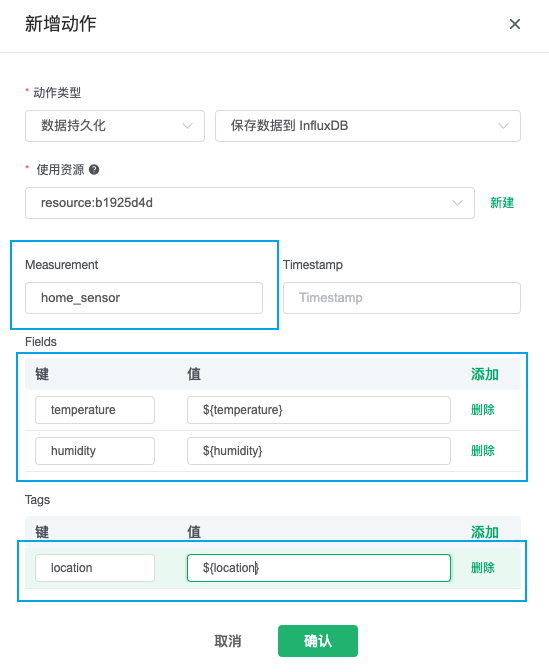 新增动作
* 动作类型
数据持久化 保存数据到 InfluxDB
* 使用资源 ?
resource:b1925d4d 新建
Measurement Timestamp
home_sensor Timestamp
Fields
键 值 添加
temperature ${temperature} 删除
humidity ${humidity} 删除
Tags
键 值 添加
location ${location} 删除
取消 确认